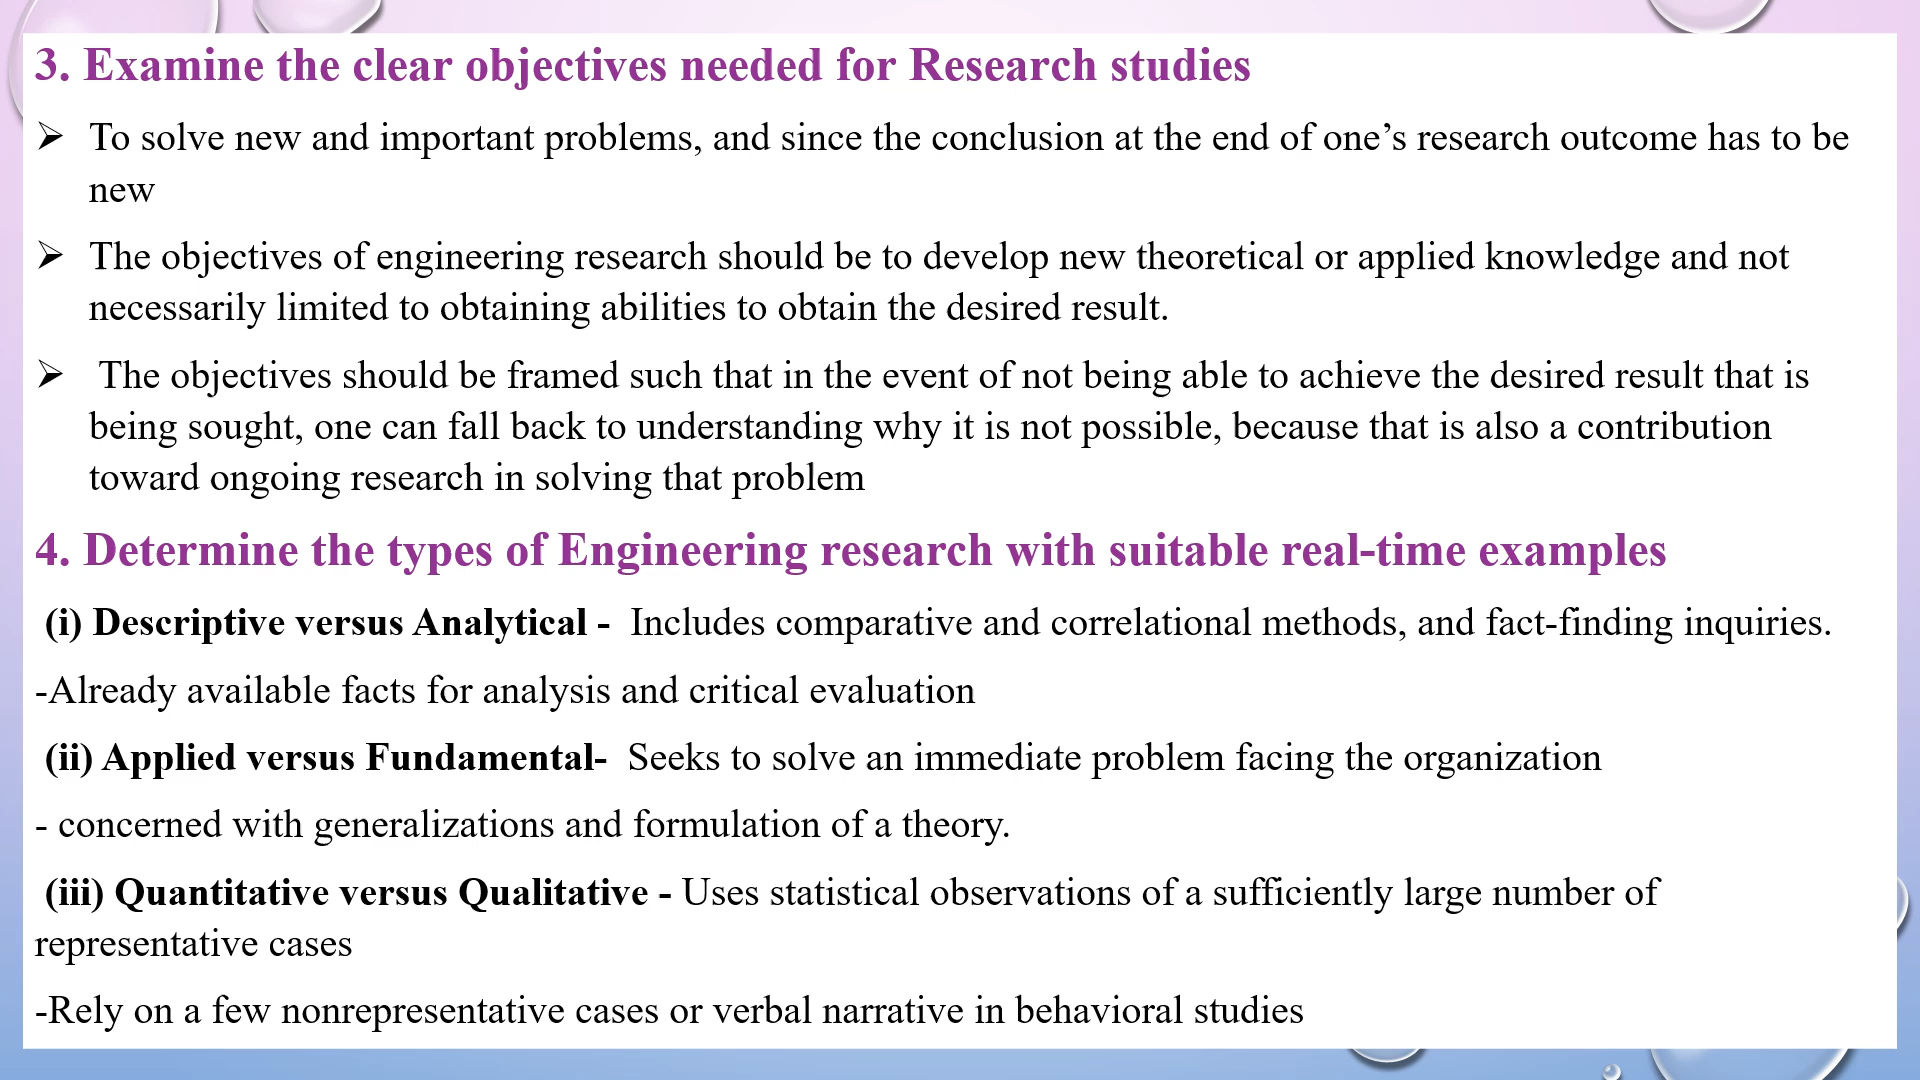 3. Examine the clear objectives needed for Research studies
➢ To solve new and important problems, and since the conclusion at the end of one’s research outcome has to be
new
➢ The objectives of engineering research should be to develop new theoretical or applied knowledge and not
necessarily limited to obtaining abilities to obtain the desired result.
➢ The objectives should be framed such that in the event of not being able to achieve the desired result that is
being sought, one can fall back to understanding why it is not possible, because that is also a contribution
toward ongoing research in solving that problem
4. Determine the types of Engineering research with suitable real-time examples
(i) Descriptive versus Analytical - Includes comparative and correlational methods, and fact-finding inquiries.
-Already available facts for analysis and critical evaluation
(ii) Applied versus Fundamental- Seeks to solve an immediate problem facing the organization
- concerned with generalizations and formulation of a theory.
(iii) Quantitative versus Qualitative - Uses statistical observations of a sufficiently large number of
representative cases
-Rely on a few nonrepresentative cases or verbal narrative in behavioral studies